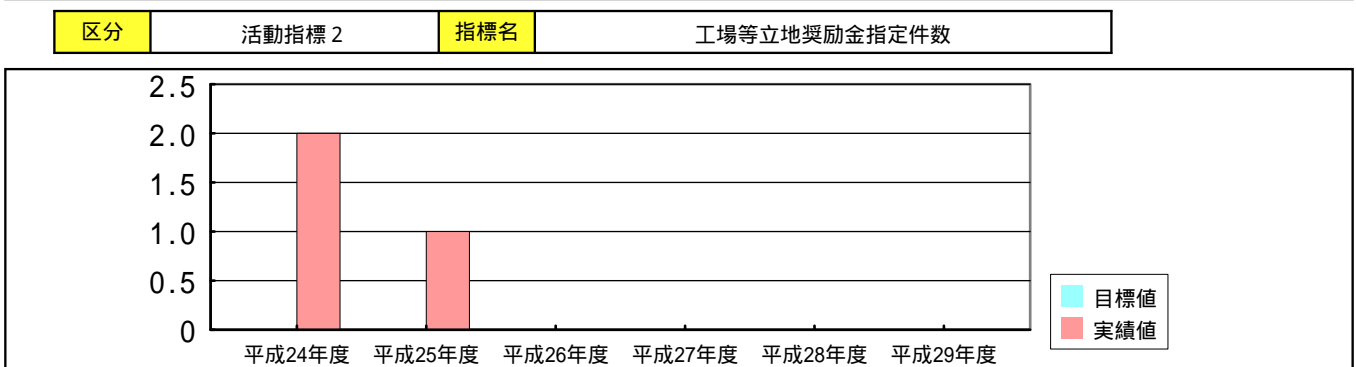 区分 活動指標２ 指標名 工場等立地奨励金指定件数
2.5
2.0
1.5
1.0
0.5
0
平成24年度 平成25年度 平成26年度 平成27年度 平成28年度 平成29年度
目標値
実績値